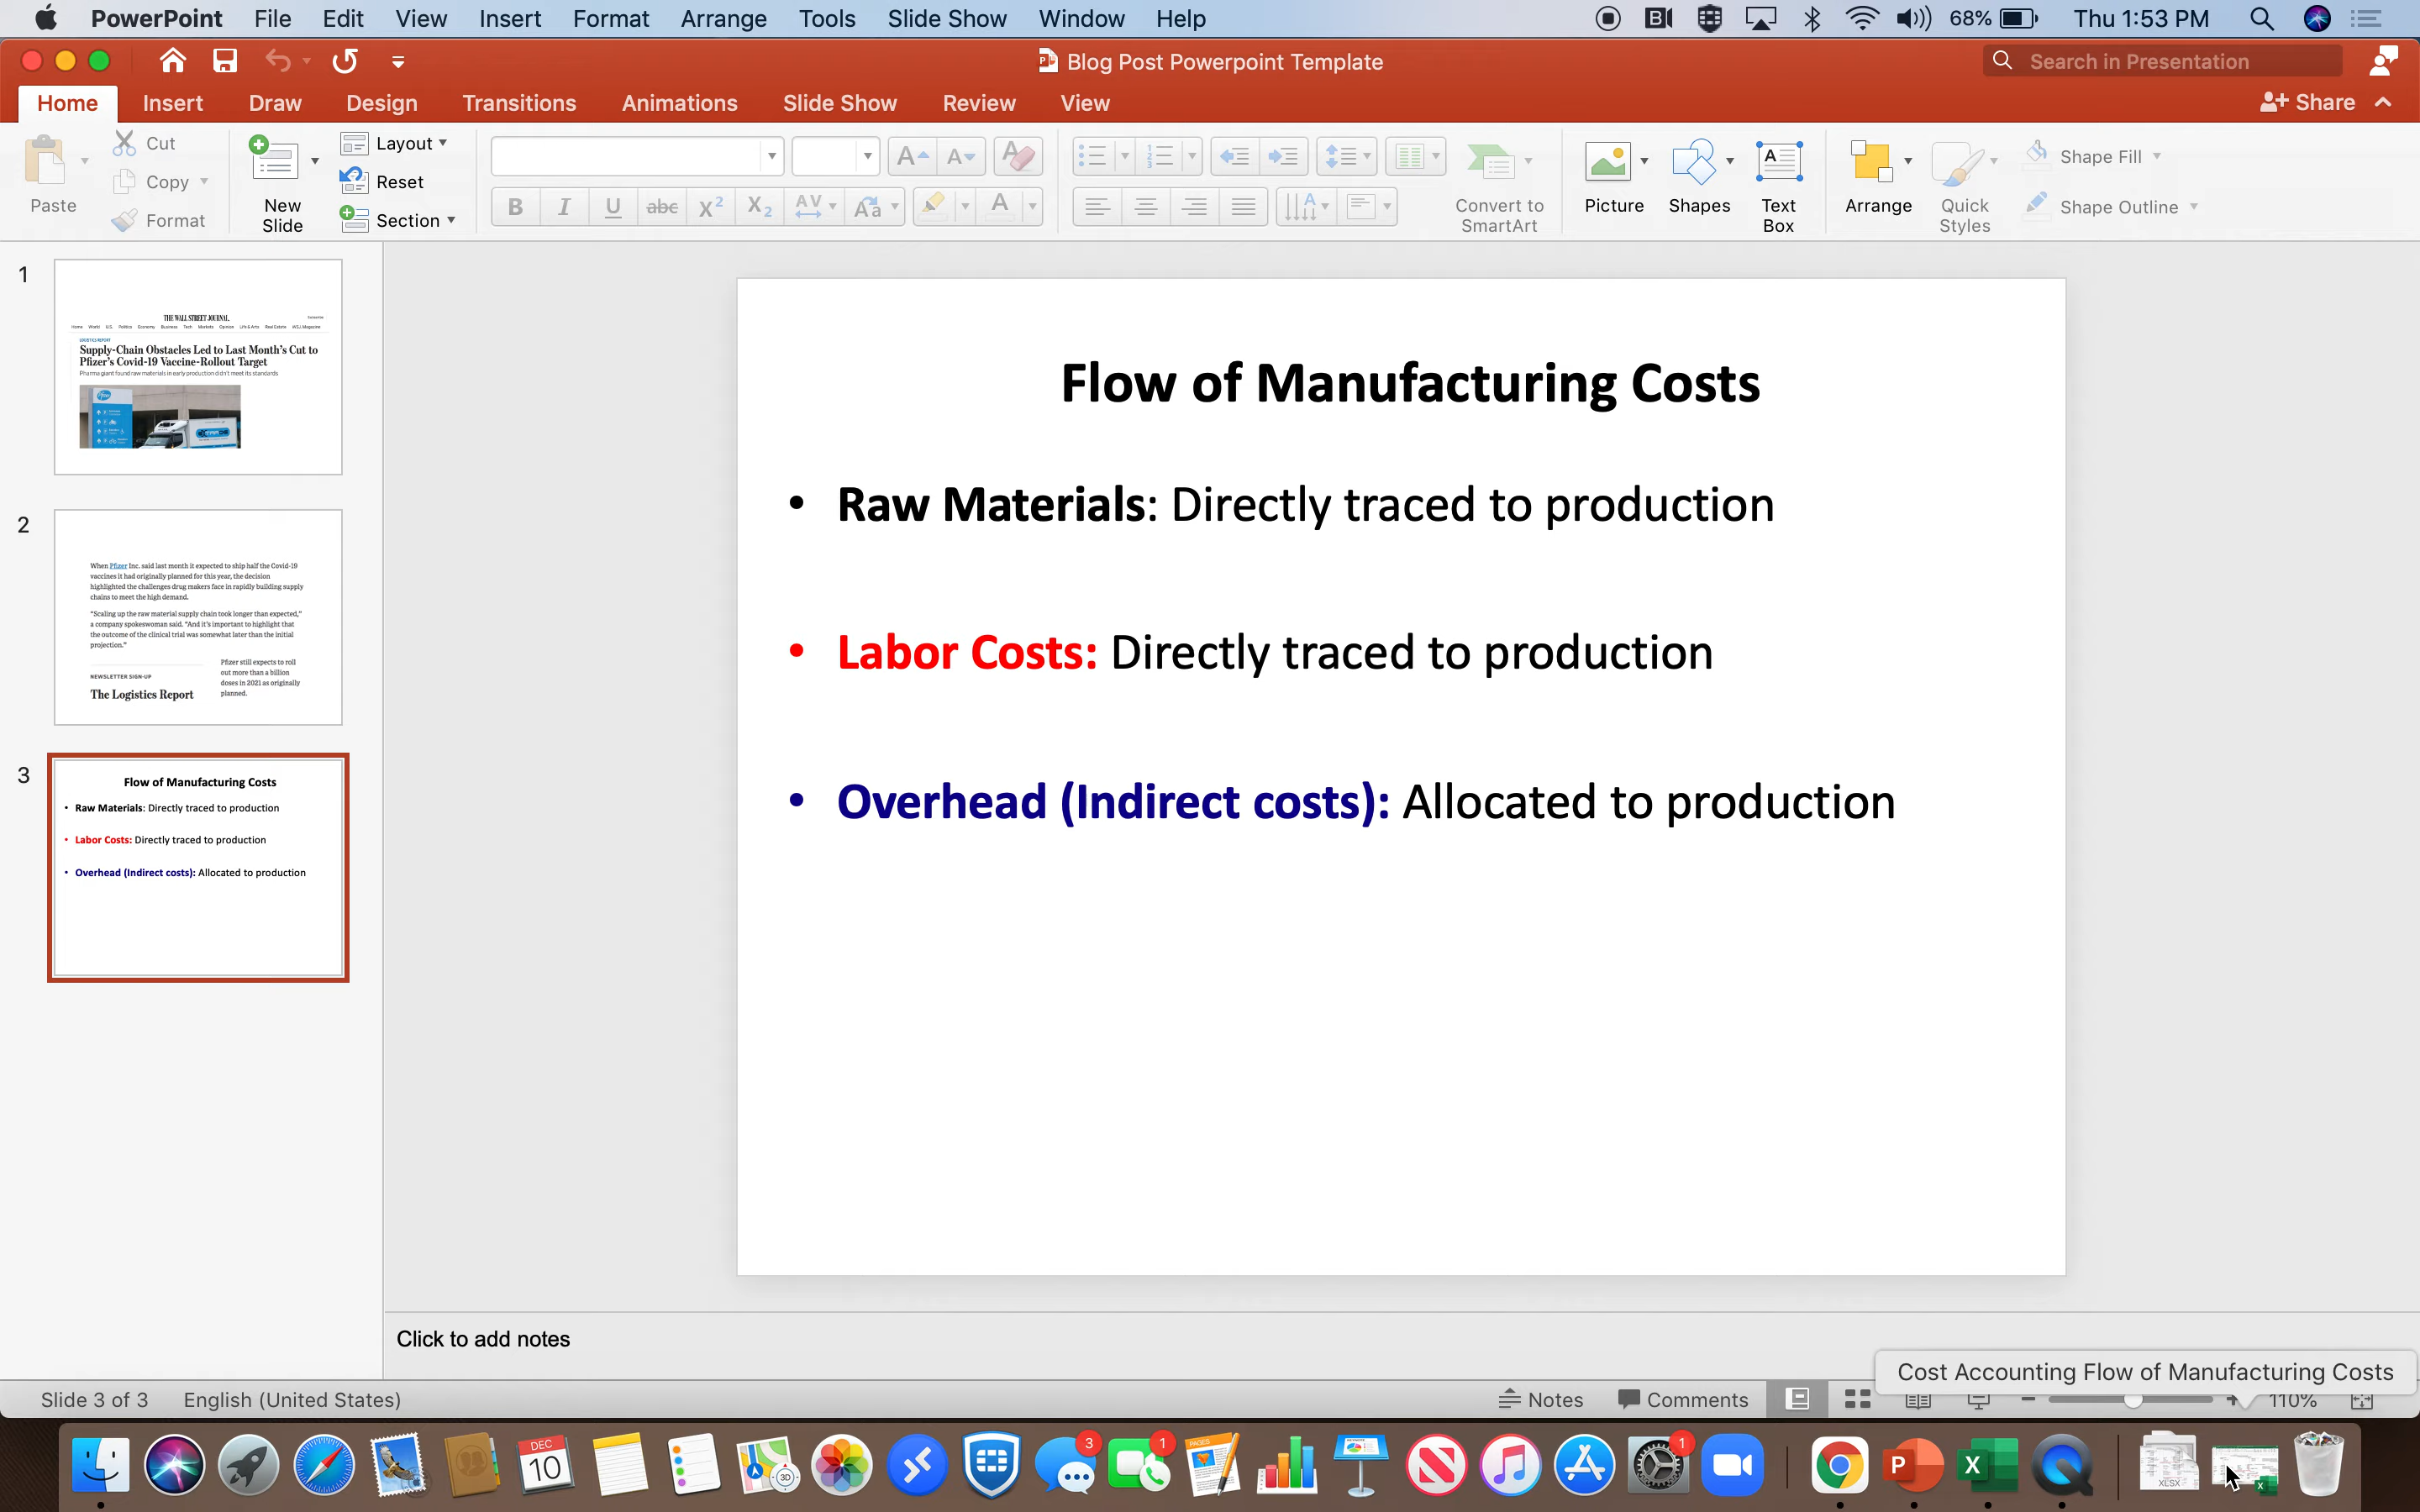 PowerPoint File Edit View Insert Format Arrange Tools Slide Show Window Help 68% Thu 1:53 PM
Blog Post Powerpoint Template
Search in Presentation
Home Insert Draw Design Transitions Animations Slide Show Review View Share
Paste
Cut
Copy
Format
New
Slide
Layout
Reset
Section
Convert to
SmartArt
Picture
Shapes
Text
Box
Arrange
Quick
Styles
Shape Fill
Shape Outline
1
THE WALL STREET JOURNAL.
Home World U.S. Politics Economy Business Tech Markets Opinion Life & Arts Real Estate WSJ. Magazine
LOGISTICS REPORT
Supply-Chain Obstacles Led to Last Month's Cut to
Pfizer's Covid-19 Vaccine-Rollout Target
Pharma giant found raw materials in early production didn't meet its standards
2
When Pfizer Inc. said last month it expected to ship half the Covid-19
vaccines it had originally planned for this year, the decision
highlighted the challenges drug makers face in rapidly building supply
chains to meet the high demand.
"Scaling up the raw material supply chain took longer than expected,"
a company spokeswoman said. "And it's important to highlight that
the outcome of the clinical trial was somewhat later than the initial
projection."
NEWSLETTER SIGN-UP
The Logistics Report
Pfizer still expects to roll
out more than a billion
doses in 2021 as originally
planned.
3
Flow of Manufacturing Costs
• Raw Materials: Directly traced to production
• Labor Costs: Directly traced to production
• Overhead (Indirect costs): Allocated to production
Flow of Manufacturing Costs
• Raw Materials: Directly traced to production
• Labor Costs: Directly traced to production
• Overhead (Indirect costs): Allocated to production
Click to add notes
Cost Accounting Flow of Manufacturing Costs
Slide 3 of 3 English (United States) Notes Comments 110%
DEC
10
3D
3
1
PAGES
1
P
X
XLSX